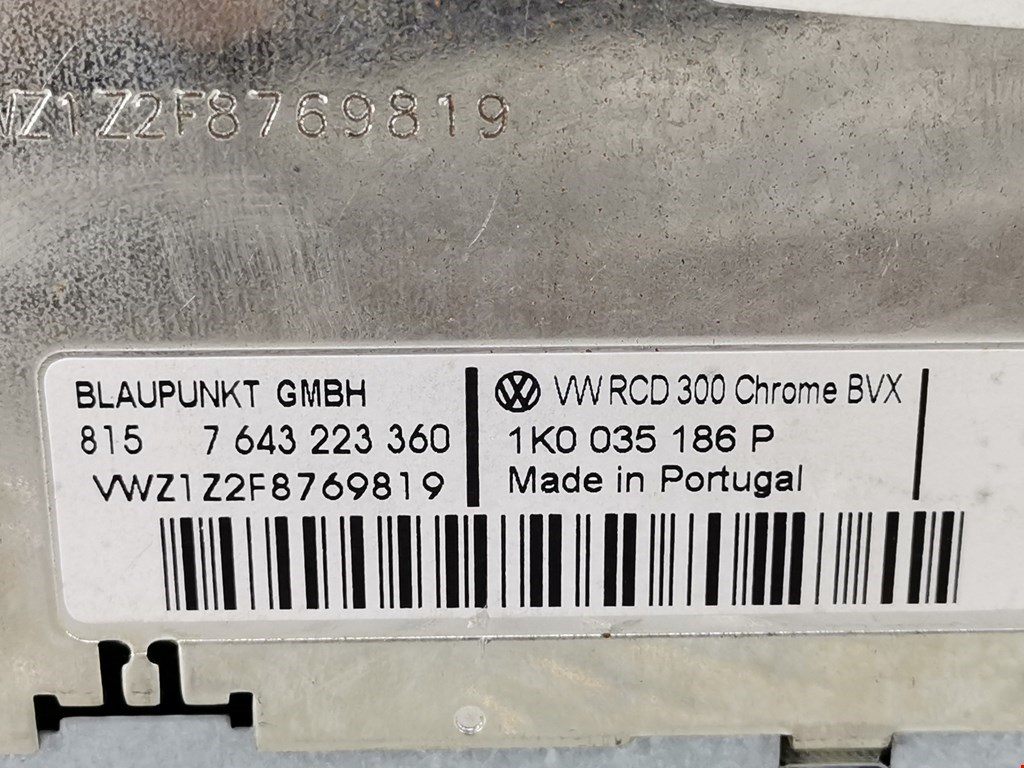 WZ1Z2F8769819
BLAUPUNKT GMBH
815 7 643 223 360
VWZ1Z2F8769819
VW RCD 300 Chrome BVX
1K0 035 186 P
Made in Portugal